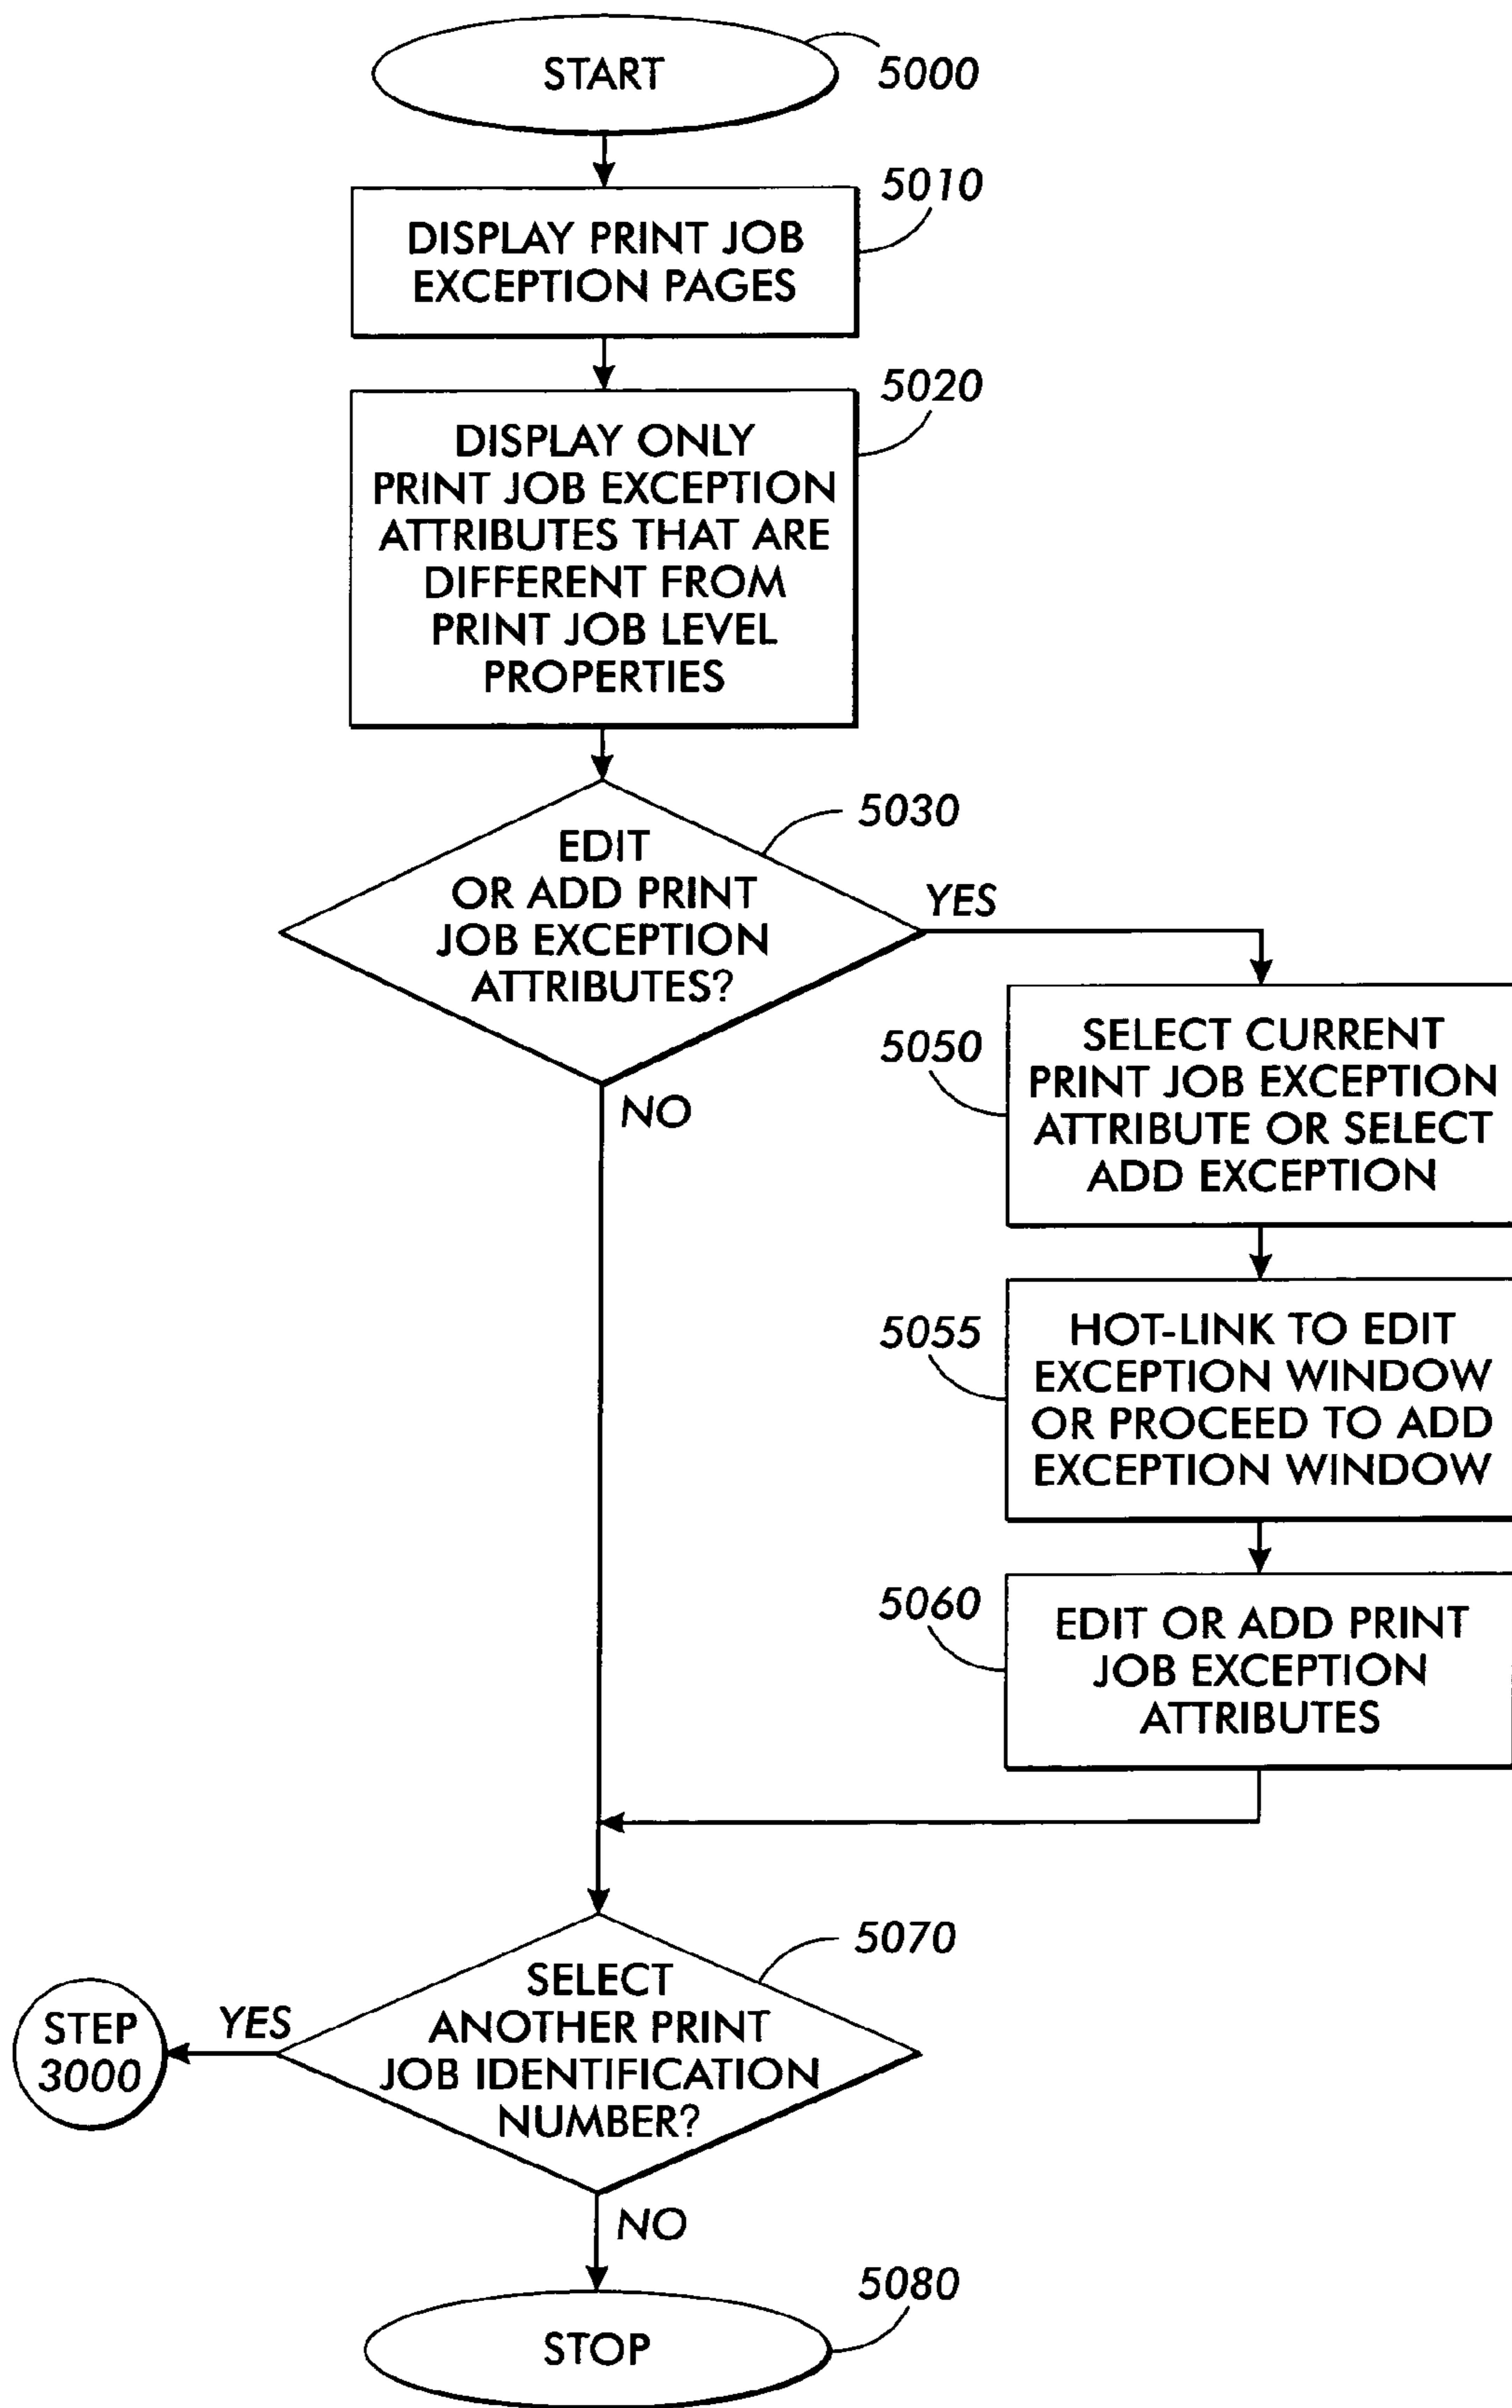 START
5000
5010
DISPLAY PRINT JOB
EXCEPTION PAGES
5020
DISPLAY ONLY
PRINT JOB EXCEPTION
ATTRIBUTES THAT ARE
DIFFERENT FROM
PRINT JOB LEVEL
PROPERTIES
5030
EDIT
OR ADD PRINT
JOB EXCEPTION
ATTRIBUTES?
YES
NO
5050
SELECT CURRENT
PRINT JOB EXCEPTION
ATTRIBUTE OR SELECT
ADD EXCEPTION
5055
HOT-LINK TO EDIT
EXCEPTION WINDOW
OR PROCEED TO ADD
EXCEPTION WINDOW
5060
EDIT OR ADD PRINT
JOB EXCEPTION
ATTRIBUTES
5070
SELECT
ANOTHER PRINT
JOB IDENTIFICATION
NUMBER?
YES
STEP
3000
NO
5080
STOP